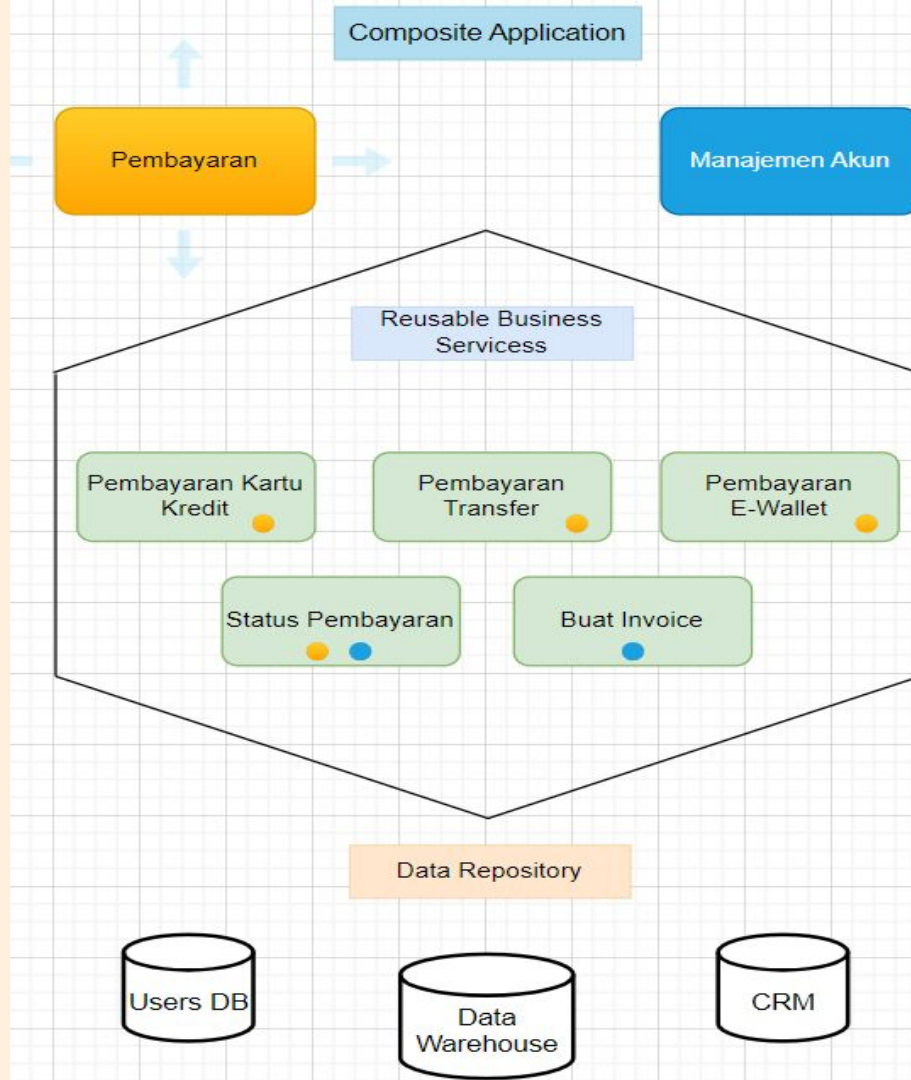 Composite Application
Pembayaran
Manajemen Akun
Reusable Business
Servicess
Pembayaran Kartu
Kredit
Pembayaran
Transfer
Pembayaran
E-Wallet
Status Pembayaran
Buat Invoice
Data Repository
Users DB
Data
Warehouse
CRM